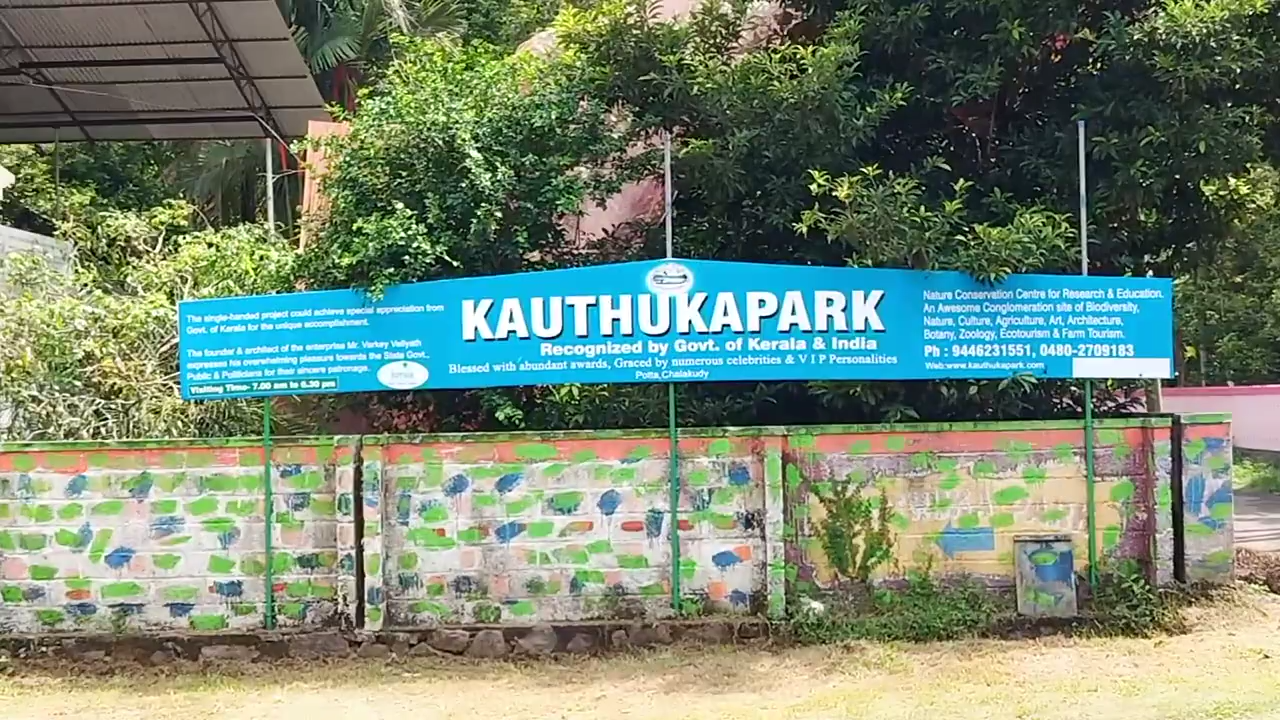 The single-handed project could achieve special appreciation from
Govt. of Kerala for the unique accomplishment.
The founder & architect of the enterprise Mr. Varkey Veliyath
expresses his overwhelming pleasure towards the State Govt.,
Public & Politicians for their sincere patronage.
Visiting Time- 7.00 am to 6.30 pm
KAUTHUKAPARK
Recognized by Govt. of Kerala & India
Blessed with abundant awards, Graced by numerous celebrities & V I P Personalities
Potta,Chalakudy
Nature Conservation Centre for Research & Education.
An Awesome Conglomeration site of Biodiversity,
Nature, Culture, Agriculture, Art, Architecture,
Botany, Zoology, Ecotourism & Farm Tourism.
Ph : 9446231551, 0480-2709183
Web:www.kauthukapark.com